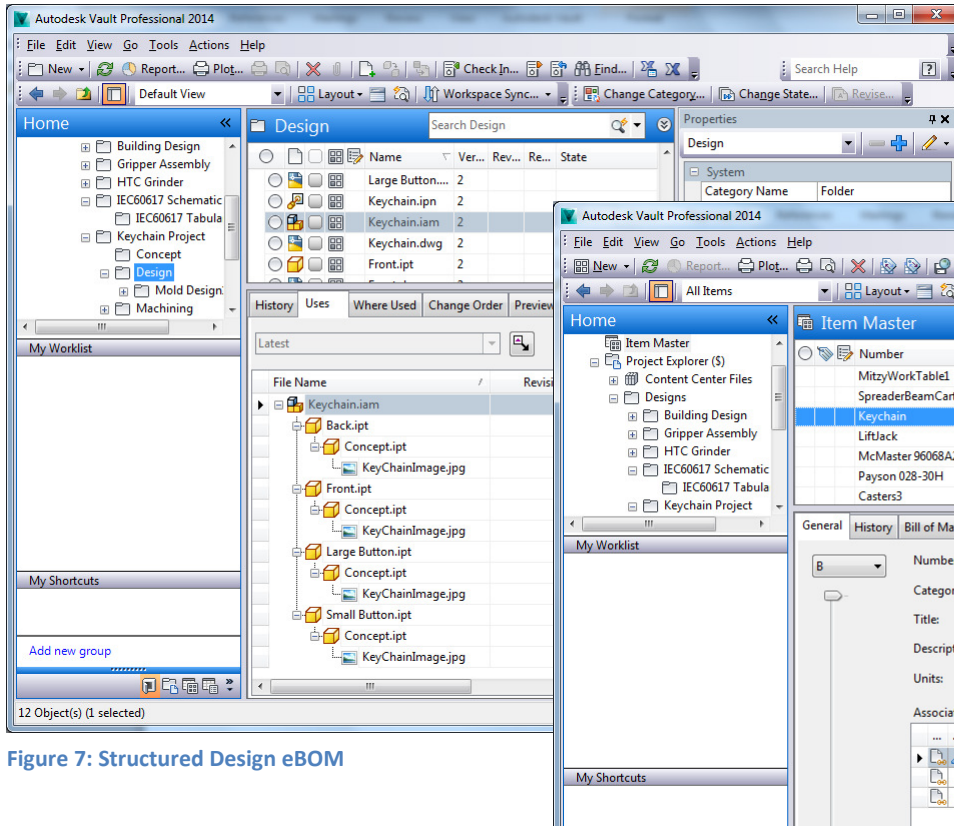 Autodesk Vault Professional 2014
File Edit View Go Tools Actions Help
New Report... Plot... Check In... Find... Search Help ?
Default View Layout Workspace Sync... Change Category... Change State... Revise...
Home «
Building Design
Gripper Assembly
HTC Grinder
IEC60617 Schematic
IEC60617 Tabula
Keychain Project
Concept
Design
Mold Design
Machining
My Worklist
My Shortcuts
Add new group
12 Object(s) (1 selected)
Design Search Design
Name Ver... Rev... Re... State
Large Button.... 2
Keychain.ipn 2
Keychain.iam 2
Keychain.dwg 2
Front.ipt 2
History Uses Where Used Change Order Preview
Latest
File Name / Revisi
Keychain.iam
Back.ipt
Concept.ipt
KeyChainImage.jpg
Front.ipt
Concept.ipt
KeyChainImage.jpg
Large Button.ipt
Concept.ipt
KeyChainImage.jpg
Small Button.ipt
Concept.ipt
KeyChainImage.jpg
Properties
Design
System
Category Name Folder
Autodesk Vault Professional 2014
File Edit View Go Tools Actions Help
New Report... Plot...
All Items Layout
Home «
Item Master
Project Explorer ($)
Content Center Files
Designs
Building Design
Gripper Assembly
HTC Grinder
IEC60617 Schematic
IEC60617 Tabula
Keychain Project
My Worklist
My Shortcuts
Item Master
Number
MitzyWorkTable1
SpreaderBeamCart
Keychain
LiftJack
McMaster 96068A2
Payson 028-30H
Casters3
General History Bill of Ma
B
Numbe
Categor
Title:
Descript
Units:
Associa
...
Figure 7: Structured Design eBOM